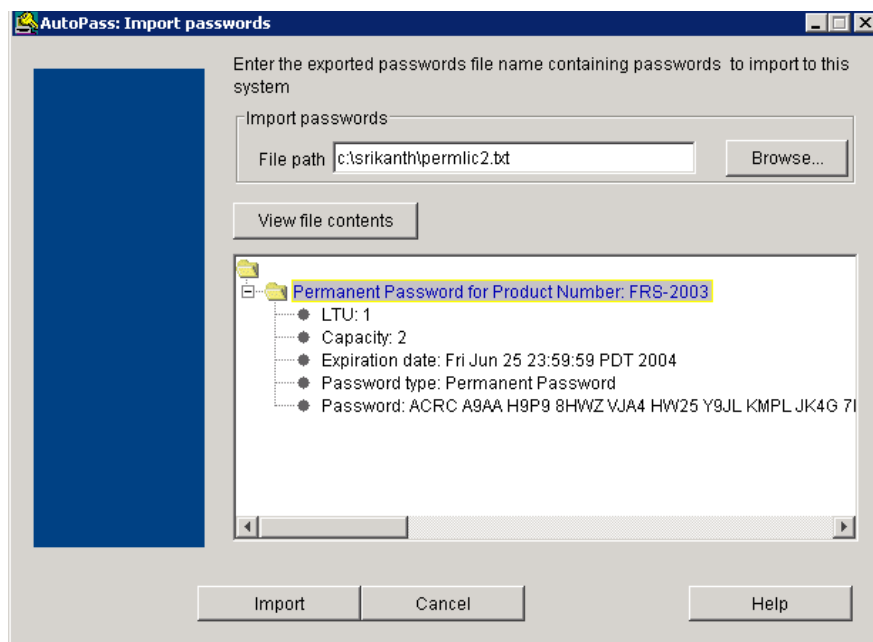 AutoPass: Import passwords
Enter the exported passwords file name containing passwords to import to this
system
Import passwords
File path c:\srikanth\permlic2.txt Browse...
View file contents
Permanent Password for Product Number: FRS-2003
LTU: 1
Capacity: 2
Expiration date: Fri Jun 25 23:59:59 PDT 2004
Password type: Permanent Password
Password: ACRC A9AA H9P9 8HWZ VJA4 HW25 Y9JL KMPL JK4G
Import Cancel Help